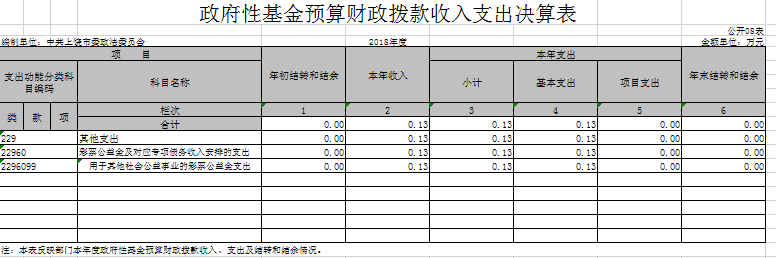 政府性基金预算财政拨款收入支出决算表
公开08表
编制单位：中共上饶市委政法委员会 2018年度 金额单位：万元
项 目 年初结转和结余 本年收入 本年支出 年末结转和结余
支出功能分类科目编码 科目名称 小计 基本支出 项目支出
类 款 项 栏次 1 2 3 4 5 6
合计 0.00 0.13 0.13 0.13 0.00 0.00
229 其他支出 0.00 0.13 0.13 0.13 0.00 0.00
22960 彩票公益金及对应专项债务收入安排的支出 0.00 0.13 0.13 0.13 0.00 0.00
2296099 用于其他社会公益事业的彩票公益金支出 0.00 0.13 0.13 0.13 0.00 0.00
注：本表反映部门本年度政府性基金预算财政拨款收入、支出及结转和结余情况。